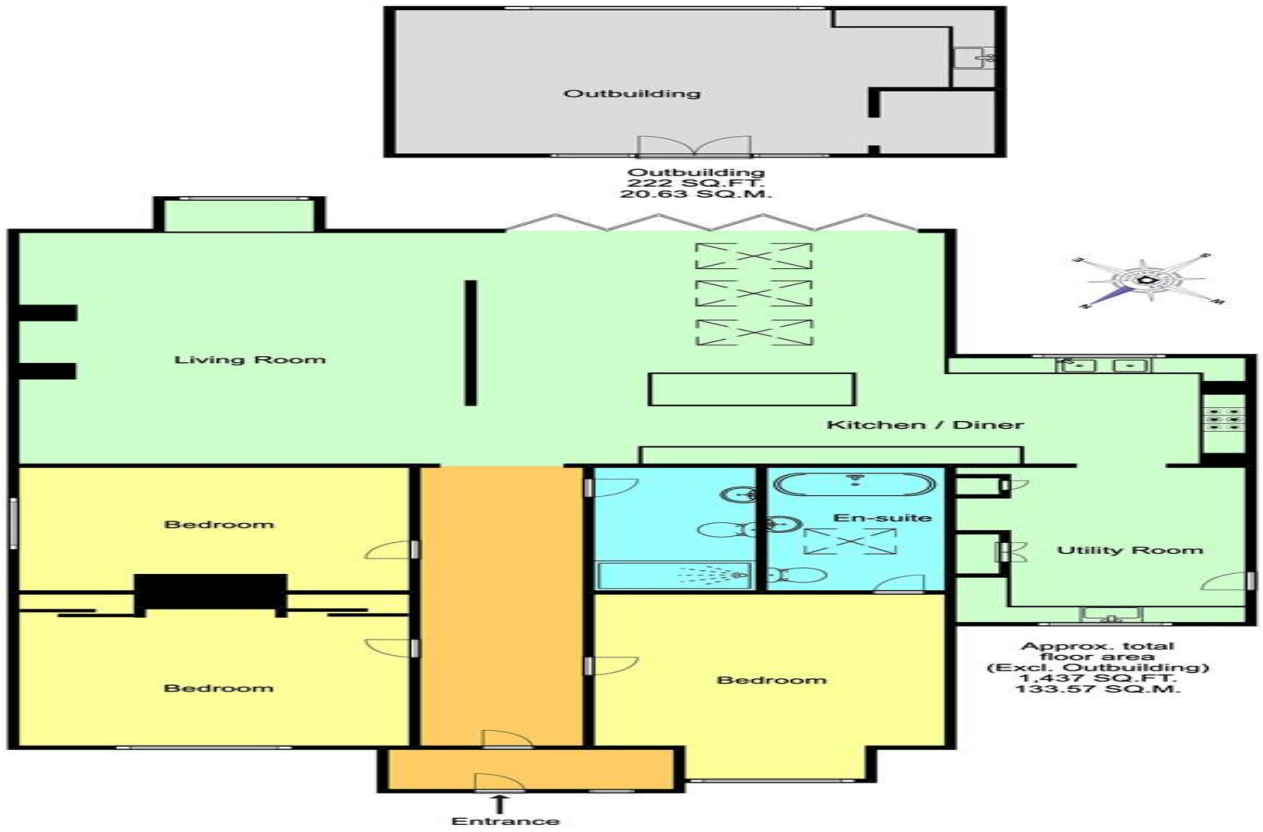 Outbuilding
Outbuilding
222 SQ.FT.
20.63 SQ.M.
E
S
N
W
Living Room
Kitchen / Diner
Bedroom
En-suite
Utility Room
Bedroom
Bedroom
Approx. total
floor area
(Excl. Outbuilding)
1,437 SQ.FT.
133.57 SQ.M.
Entrance